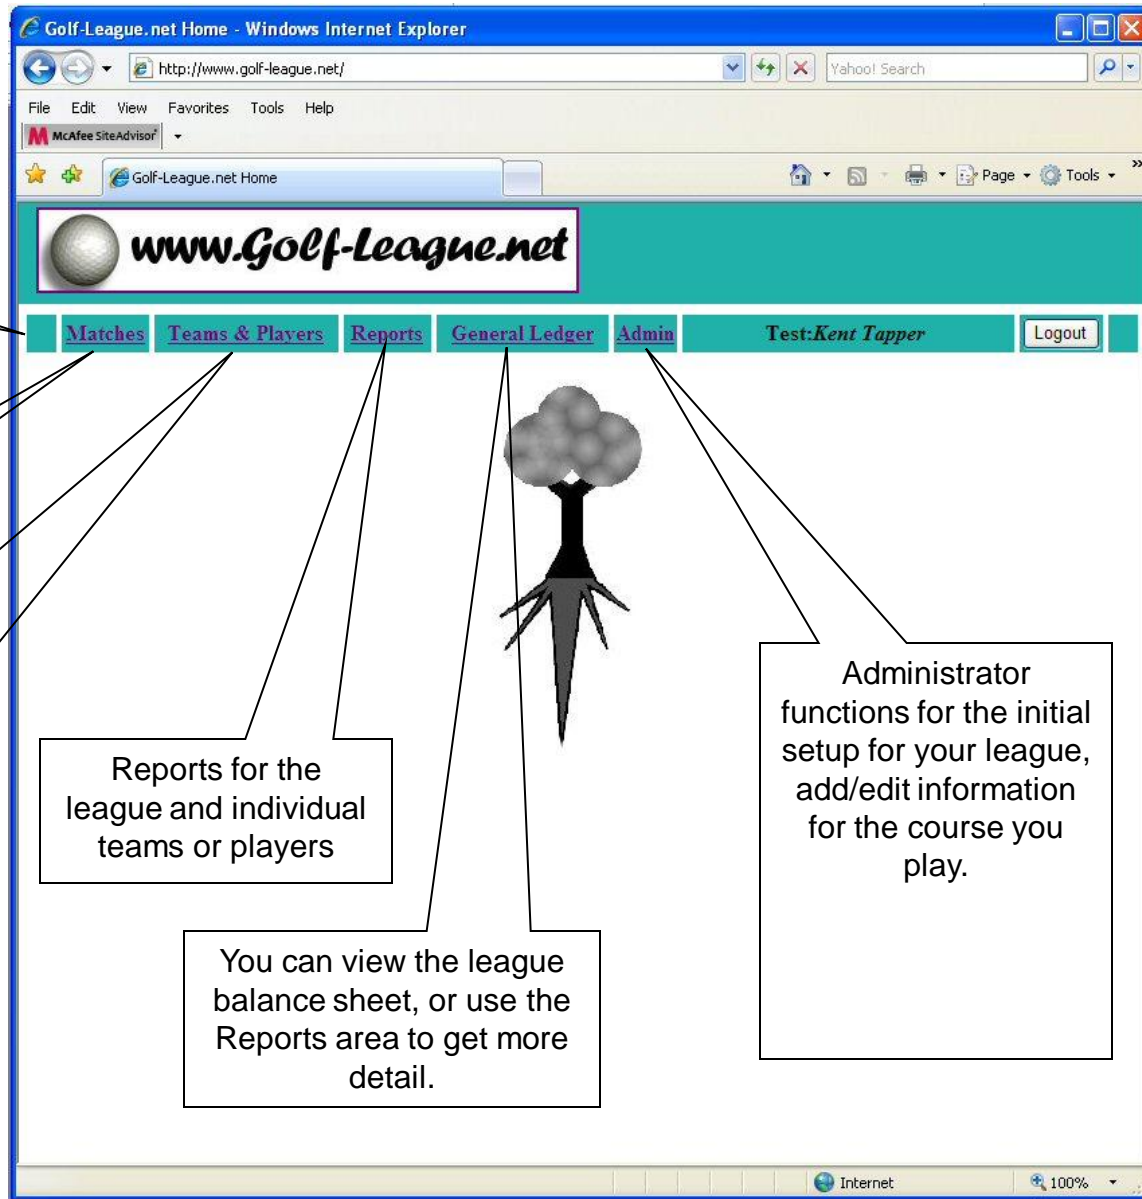 Golf-League.net Home - Windows Internet Explorer
http://www.golf-league.net/
Yahoo! Search
File Edit View Favorites Tools Help
McAfee SiteAdvisor
Golf-League.net Home
Page
Tools
www.Golf-League.net
Matches
Teams & Players
Reports
General Ledger
Admin
Test:Kent Tapper
Logout
Reports for the
league and individual
teams or players
You can view the league
balance sheet, or use the
Reports area to get more
detail.
Administrator
functions for the initial
setup for your league,
add/edit information
for the course you
play.
Internet
100%